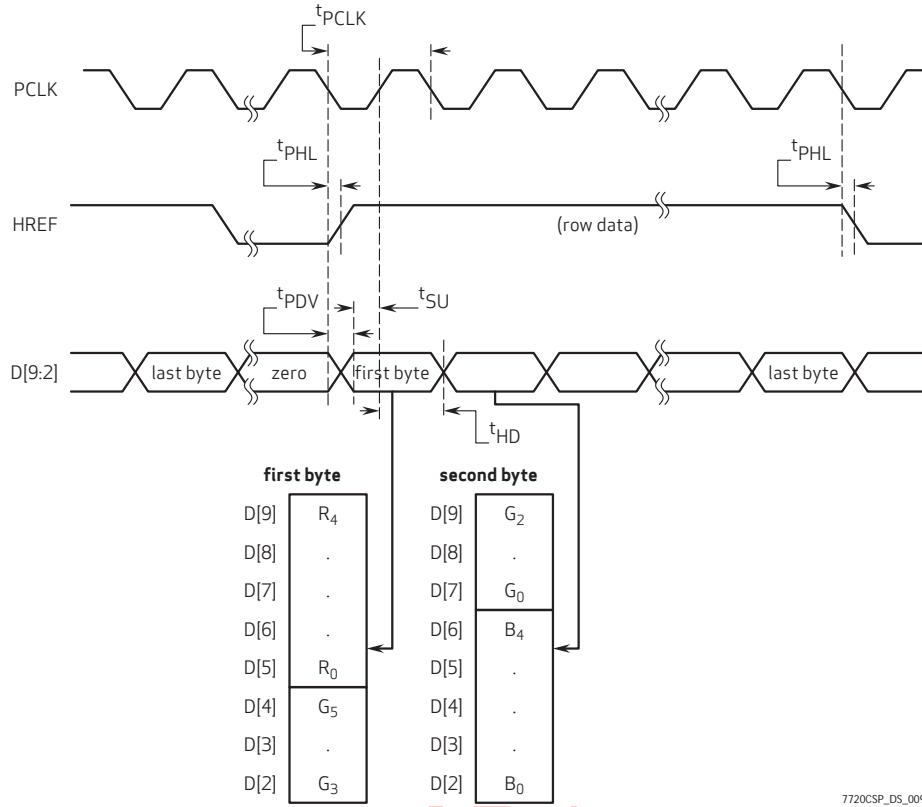 tPCLK
PCLK
tPHL
tPHL
HREF
(row data)
tPDV
tSU
D[9:2]
last byte
zero
first byte
last byte
tHD
first byte
second byte
D[9] R4
D[8] .
D[7] .
D[6] .
D[5] R0
D[4] G5
D[3] .
D[2] G3
D[9] G2
D[8] .
D[7] G0
D[6] B4
D[5] .
D[4] .
D[3] .
D[2] B0